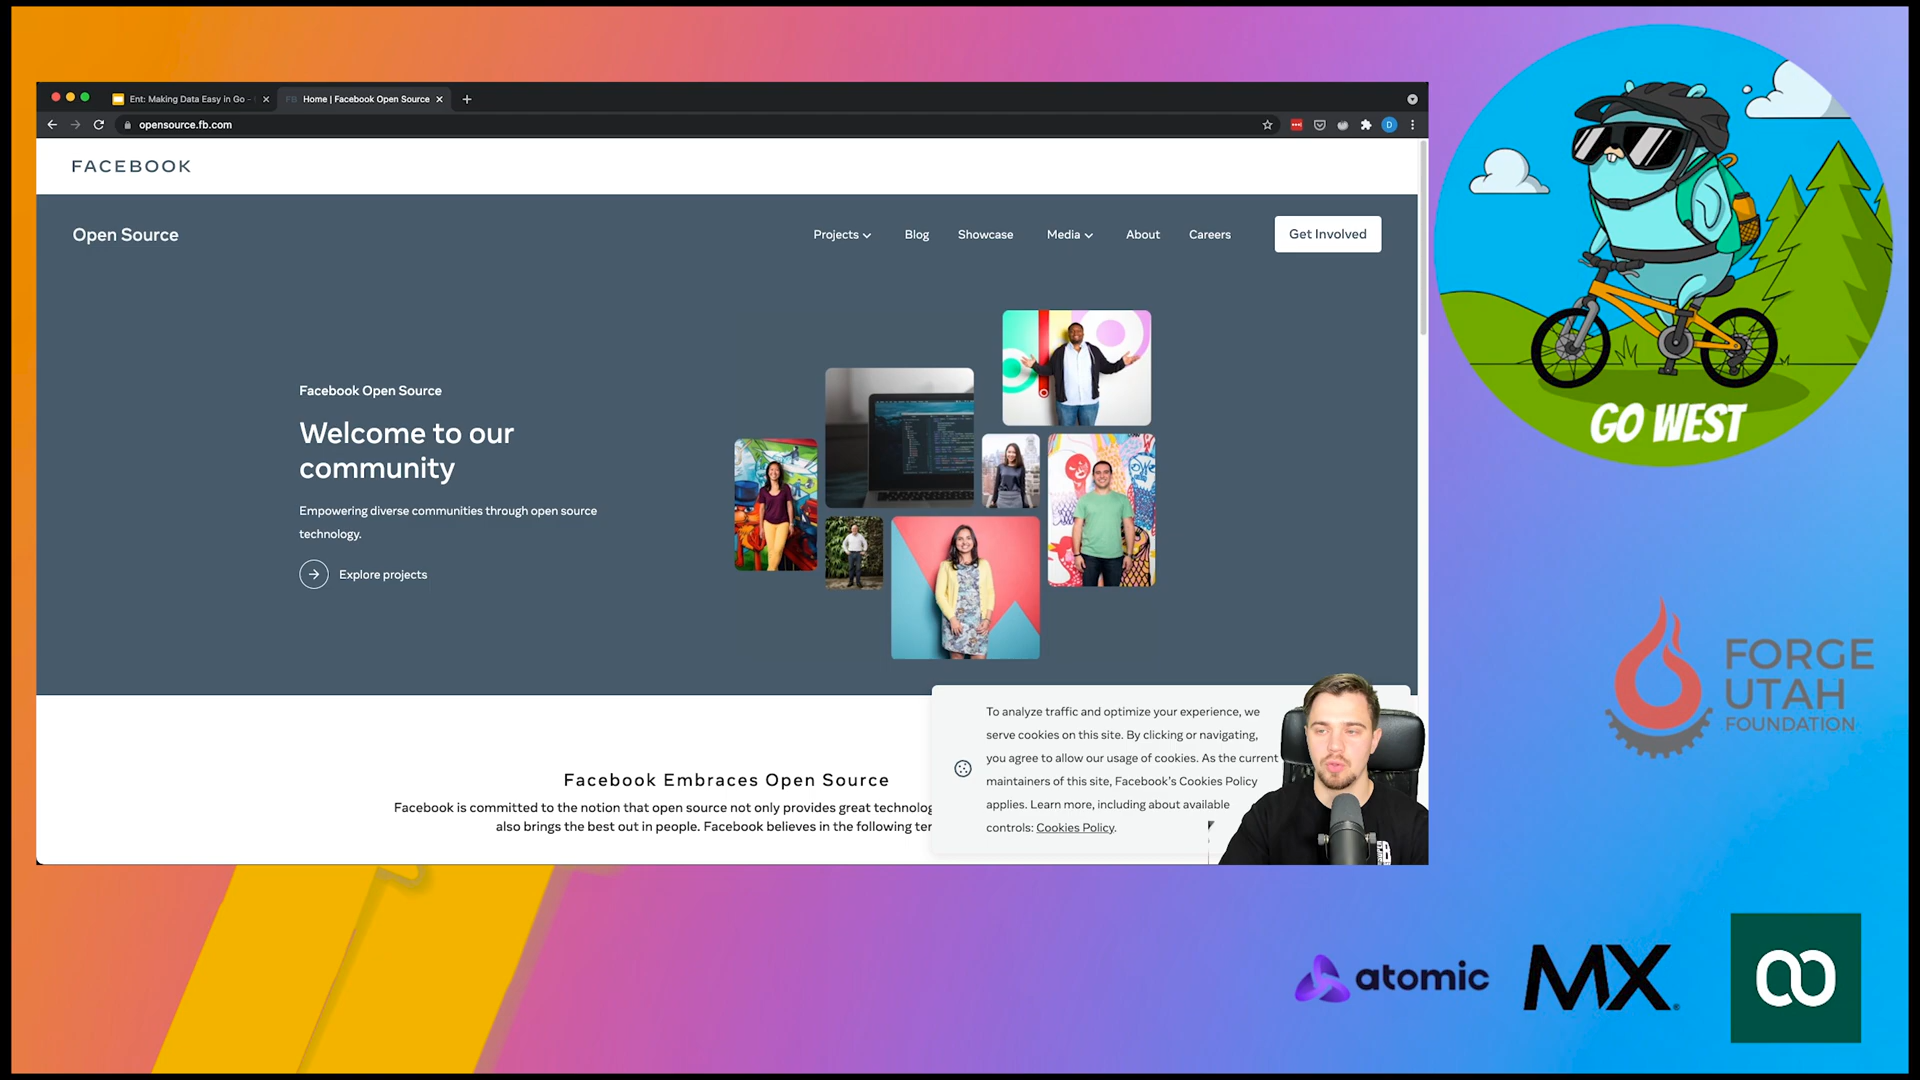 Ent: Making Data Easy in Go -
FB Home | Facebook Open Source
opensource.fb.com
D
FACEBOOK
Open Source
Projects
Blog
Showcase
Media
About
Careers
Get Involved
Facebook Open Source
Welcome to our
community
Empowering diverse communities through open source
technology.
Explore projects
Facebook Embraces Open Source
Facebook is committed to the notion that open source not only provides great technolog
also brings the best out in people. Facebook believes in the following ter
To analyze traffic and optimize your experience, we
serve cookies on this site. By clicking or navigating,
you agree to allow our usage of cookies. As the current
maintainers of this site, Facebook's Cookies Policy
applies. Learn more, including about available
controls: Cookies Policy.
GO WEST
FORGE
UTAH
FOUNDATION
atomic
MX